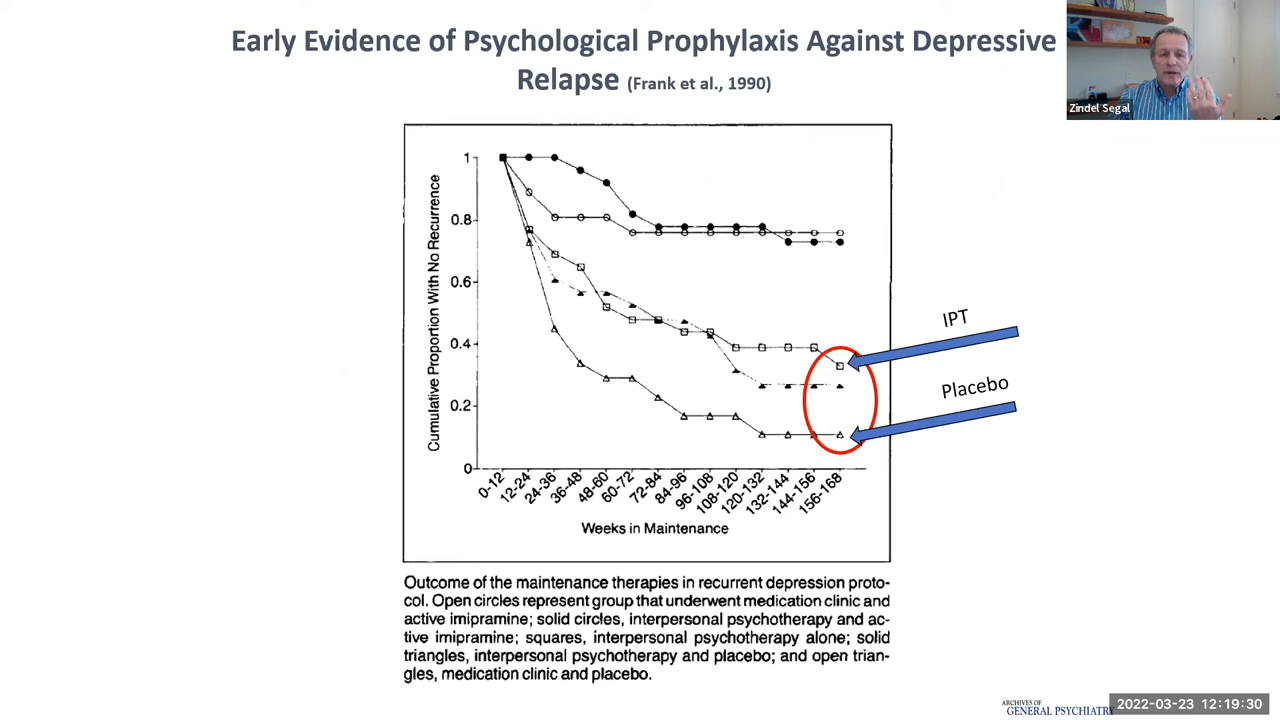 Early Evidence of Psychological Prophylaxis Against Depressive
Relapse (Frank et al., 1990)
Zindel Segal
Cumulative Proportion With No Recurrence
1
0.8
0.6
0.4
0.2
0
0-12
12-24
24-36
36-48
48-60
60-72
72-84
84-96
96-108
108-120
120-132
132-144
144-156
156-168
Weeks in Maintenance
IPT
Placebo
Outcome of the maintenance therapies in recurrent depression proto-
col. Open circles represent group that underwent medication clinic and
active imipramine; solid circles, interpersonal psychotherapy and ac-
tive imipramine; squares, interpersonal psychotherapy alone; solid
triangles, interpersonal psychotherapy and placebo; and open trian-
gles, medication clinic and placebo.
ARCHIVES OF
GENERAL PSYCHIATRY
2022-03-23 12:19:30